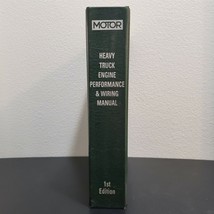 MOTOR
HEAVY
TRUCK
ENGINE
PERFORMANCE
& WIRING
MANUAL
1st
Edition